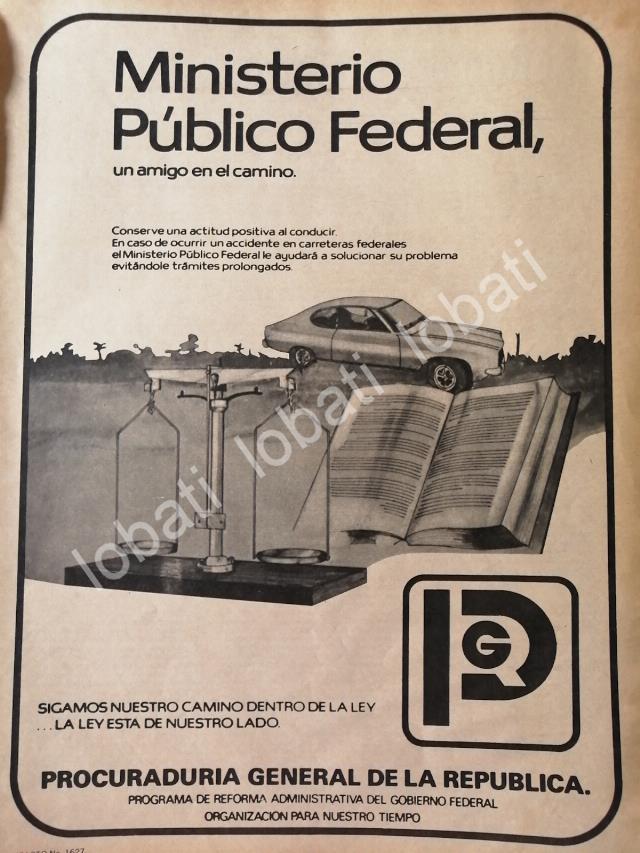 Ministerio
Público Federal,
un amigo en el camino.
Conserve una actitud positiva al conducir.
En caso de ocurrir un accidente en carreteras federales
el Ministerio Público Federal le ayudará a solucionar su problema
evitándole trámites prolongados.
lobati lobati lobati
PGR
SIGAMOS NUESTRO CAMINO DENTRO DE LA LEY
...LA LEY ESTA DE NUESTRO LADO.
PROCURADURIA GENERAL DE LA REPUBLICA.
PROGRAMA DE REFORMA ADMINISTRATIVA DEL GOBIERNO FEDERAL
ORGANIZACION PARA NUESTRO TIEMPO
No. 1627